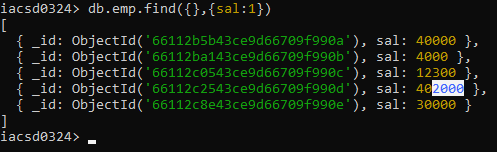 iacsd0324> db.emp.find({},{sal:1})
[
  { _id: ObjectId('66112b5b43ce9d66709f990a'), sal: 40000 },
  { _id: ObjectId('66112ba143ce9d66709f990b'), sal: 4000 },
  { _id: ObjectId('66112c0543ce9d66709f990c'), sal: 12300 },
  { _id: ObjectId('66112c2543ce9d66709f990d'), sal: 402000 },
  { _id: ObjectId('66112c8e43ce9d66709f990e'), sal: 30000 }
]
iacsd0324>